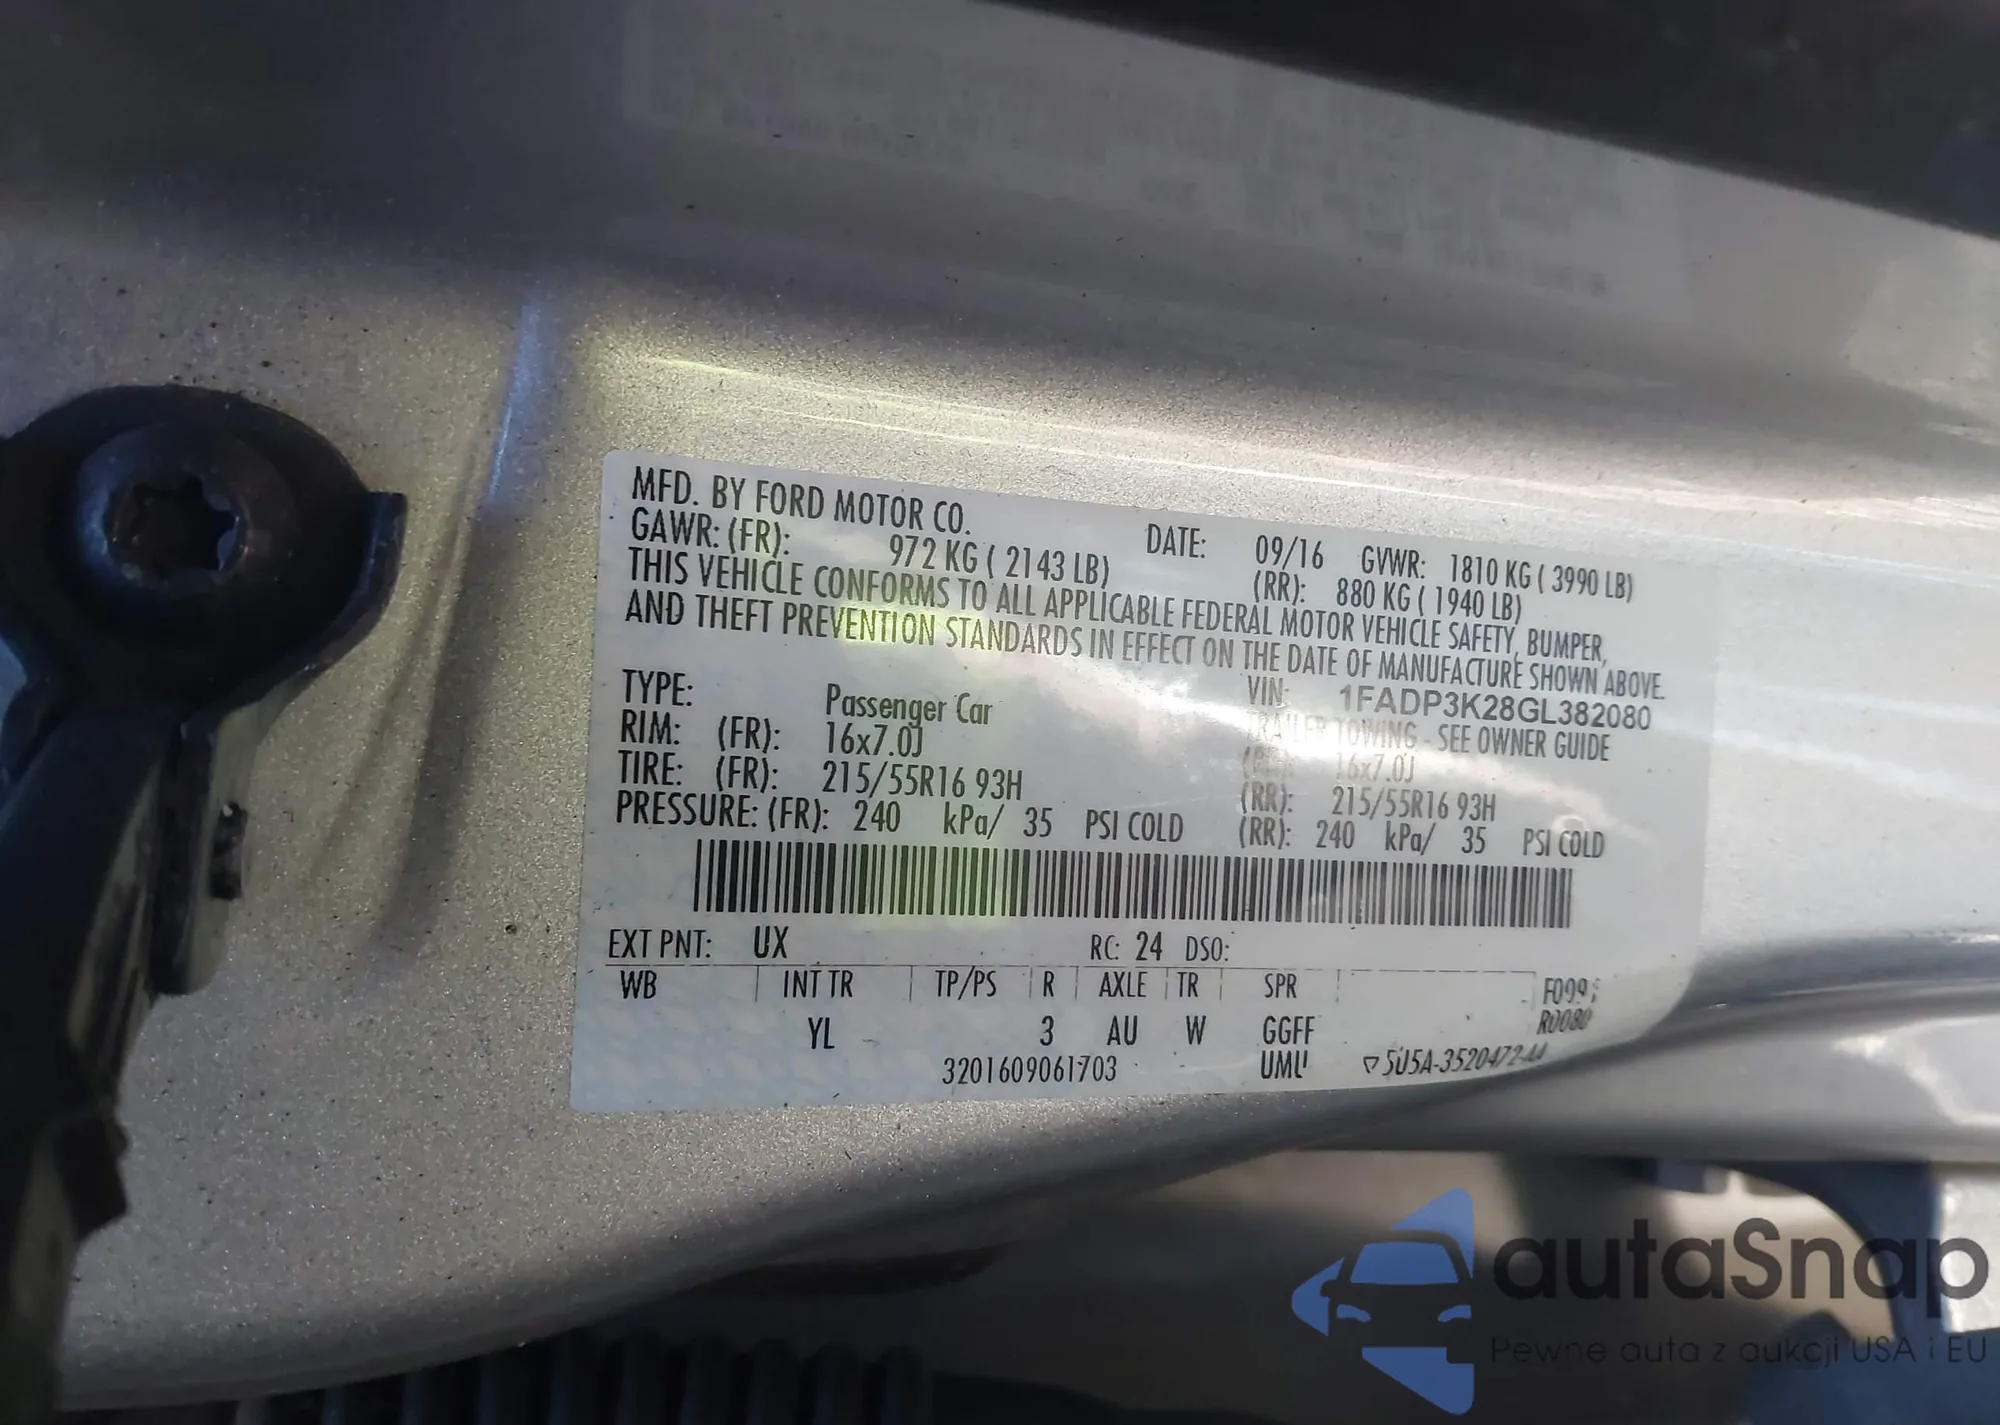 MFD. BY FORD MOTOR CO. DATE: 09/16 GVWR: 1810 KG ( 3990 LB)
GAWR: (FR): 972 KG ( 2143 LB) (RR): 880 KG ( 1940 LB)
THIS VEHICLE CONFORMS TO ALL APPLICABLE FEDERAL MOTOR VEHICLE SAFETY, BUMPER,
AND THEFT PREVENTION STANDARDS IN EFFECT ON THE DATE OF MANUFACTURE SHOWN ABOVE.
VIN: 1FADP3K28GL382080
TYPE: Passenger Car TRAILER TOWING - SEE OWNER GUIDE
RIM: (FR): 16x7.0J (RR): 16x7.0J
TIRE: (FR): 215/55R16 93H (RR): 215/55R16 93H
PRESSURE: (FR): 240 kPa/ 35 PSI COLD (RR): 240 kPa/ 35 PSI COLD
EXT PNT: UX RC: 24 DSO:
WB INT TR TP/PS R AXLE TR SPR
YL 3 AU W GGFF R0080
3201609061703 UMU
autaSnap
Pewne auta z aukcji USA i EU